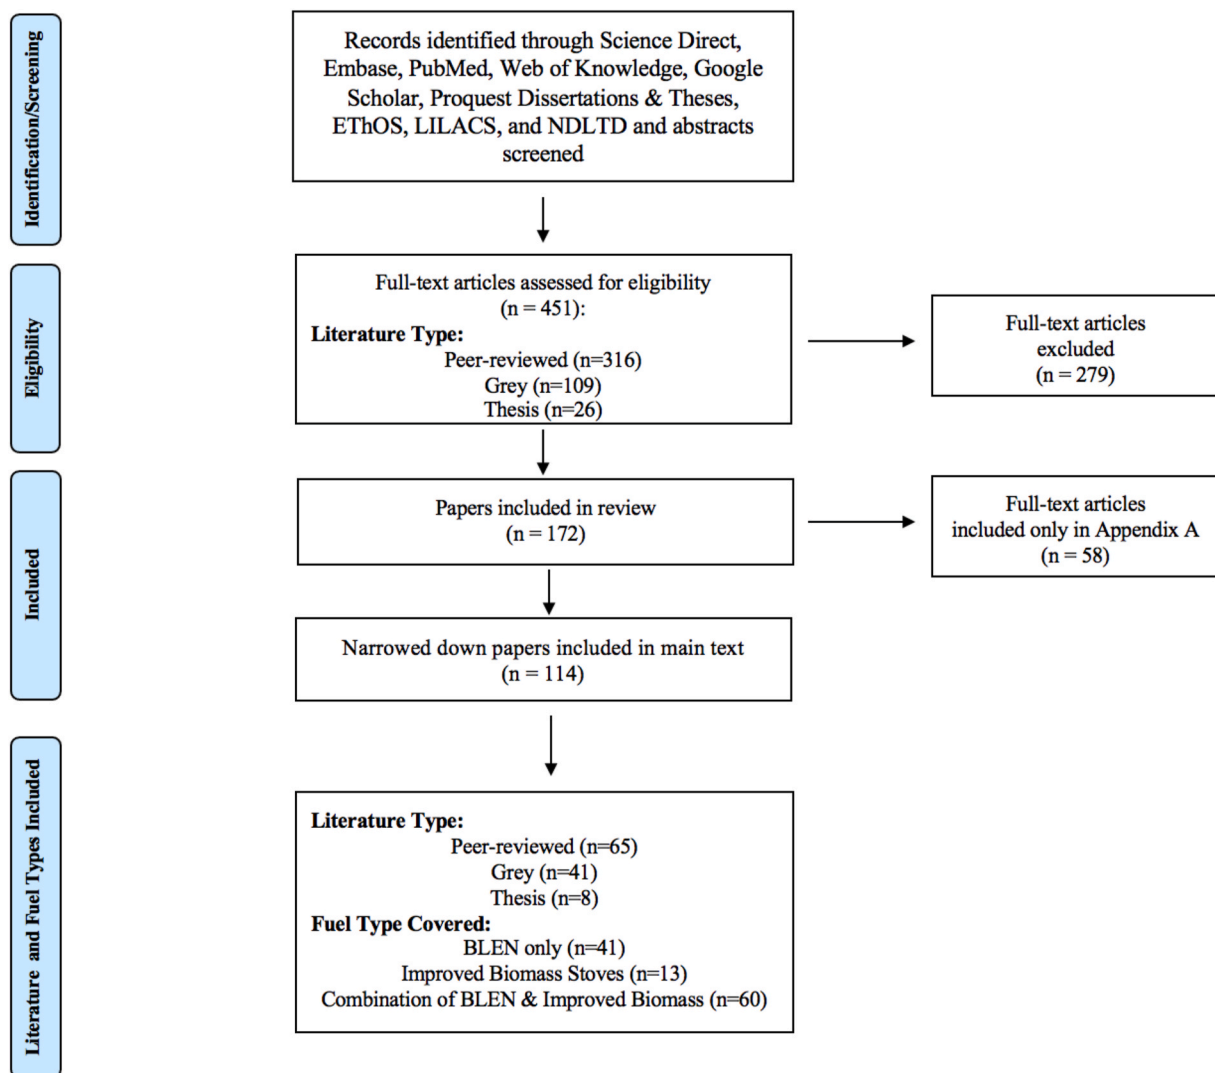 Identification/Screening
Records identified through Science Direct,
Embase, PubMed, Web of Knowledge, Google
Scholar, Proquest Dissertations & Theses,
EThOS, LILACS, and NDLTD and abstracts
screened
Eligibility
Full-text articles assessed for eligibility
(n = 451):
Literature Type:
Peer-reviewed (n=316)
Grey (n=109)
Thesis (n=26)
Full-text articles
excluded
(n = 279)
Included
Papers included in review
(n = 172)
Full-text articles
included only in Appendix A
(n = 58)
Narrowed down papers included in main text
(n = 114)
Literature and Fuel Types Included
Literature Type:
Peer-reviewed (n=65)
Grey (n=41)
Thesis (n=8)
Fuel Type Covered:
BLEN only (n=41)
Improved Biomass Stoves (n=13)
Combination of BLEN & Improved Biomass (n=60)